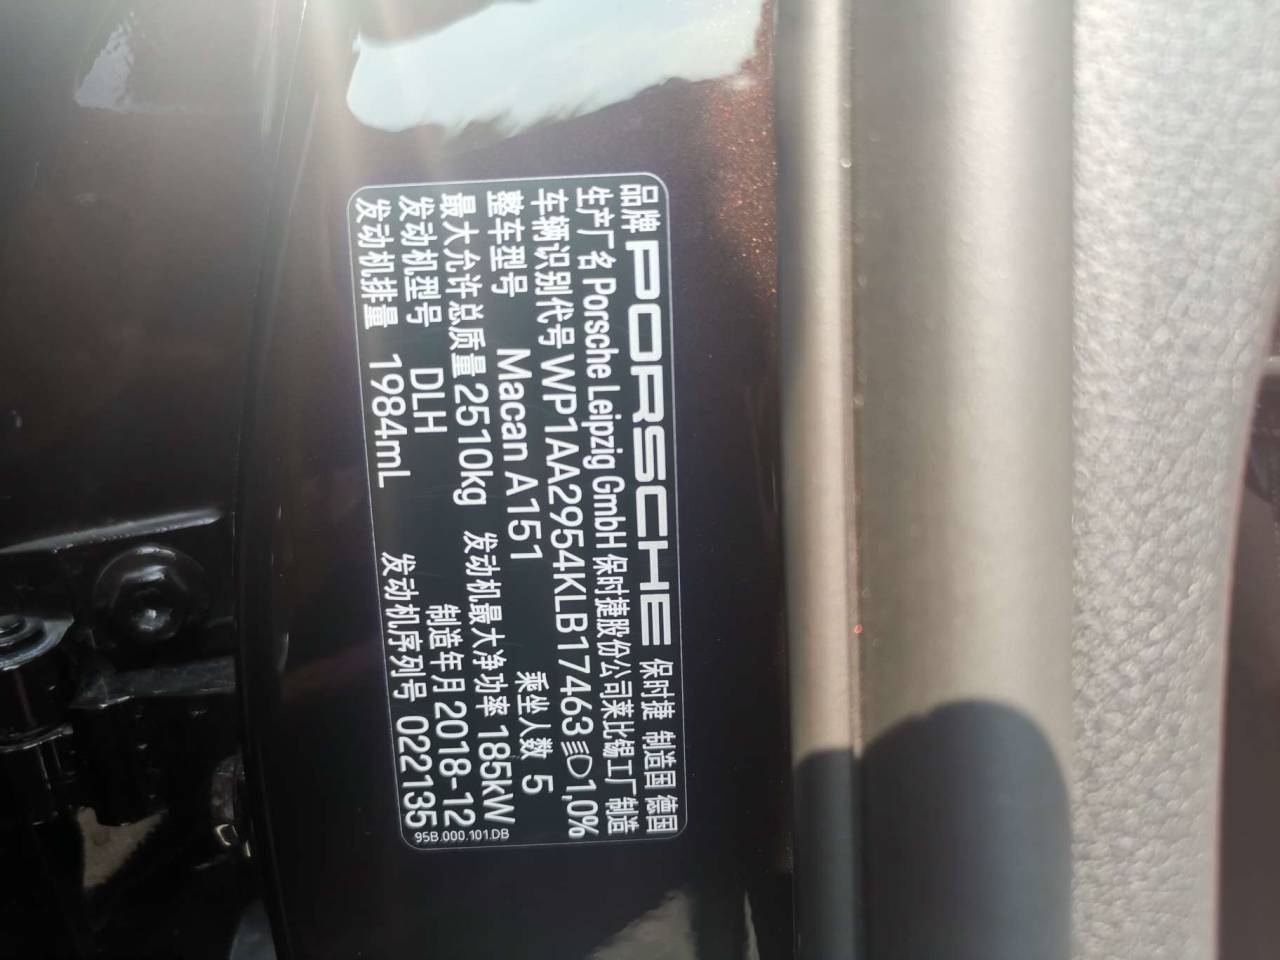 品牌 PORSCHE 保时捷 制造国 德国
生产厂名 Porsche Leipzig GmbH 保时捷股份公司莱比锡工厂 制造
车辆识别代号 WP1AA2954KLB17463 1,0%
整车型号 Macan A151 乘坐人数 5
最大允许总质量 2510kg 发动机最大净功率 185kW
发动机型号 DLH 制造年月 2018-12
发动机排量 1984mL 发动机序列号 022135
95B.000.101.DB